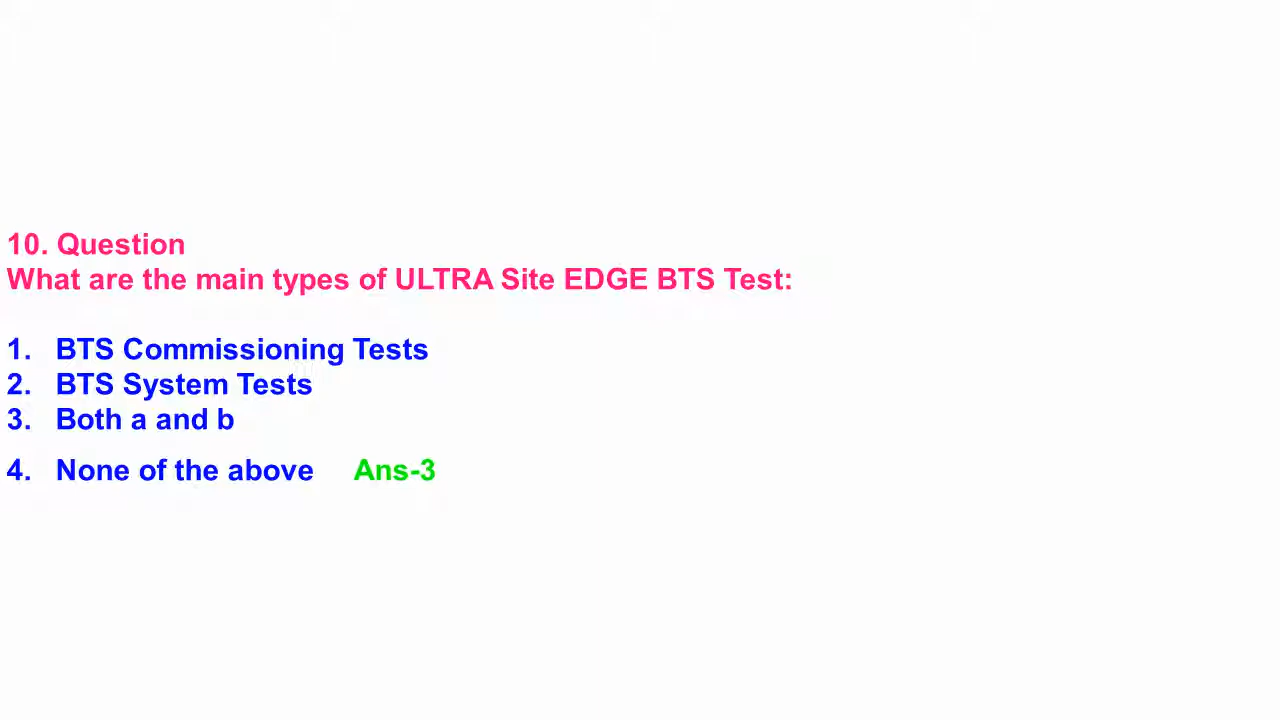 10. Question
What are the main types of ULTRA Site EDGE BTS Test:
1. BTS Commissioning Tests
2. BTS System Tests
3. Both a and b
4. None of the above Ans-3